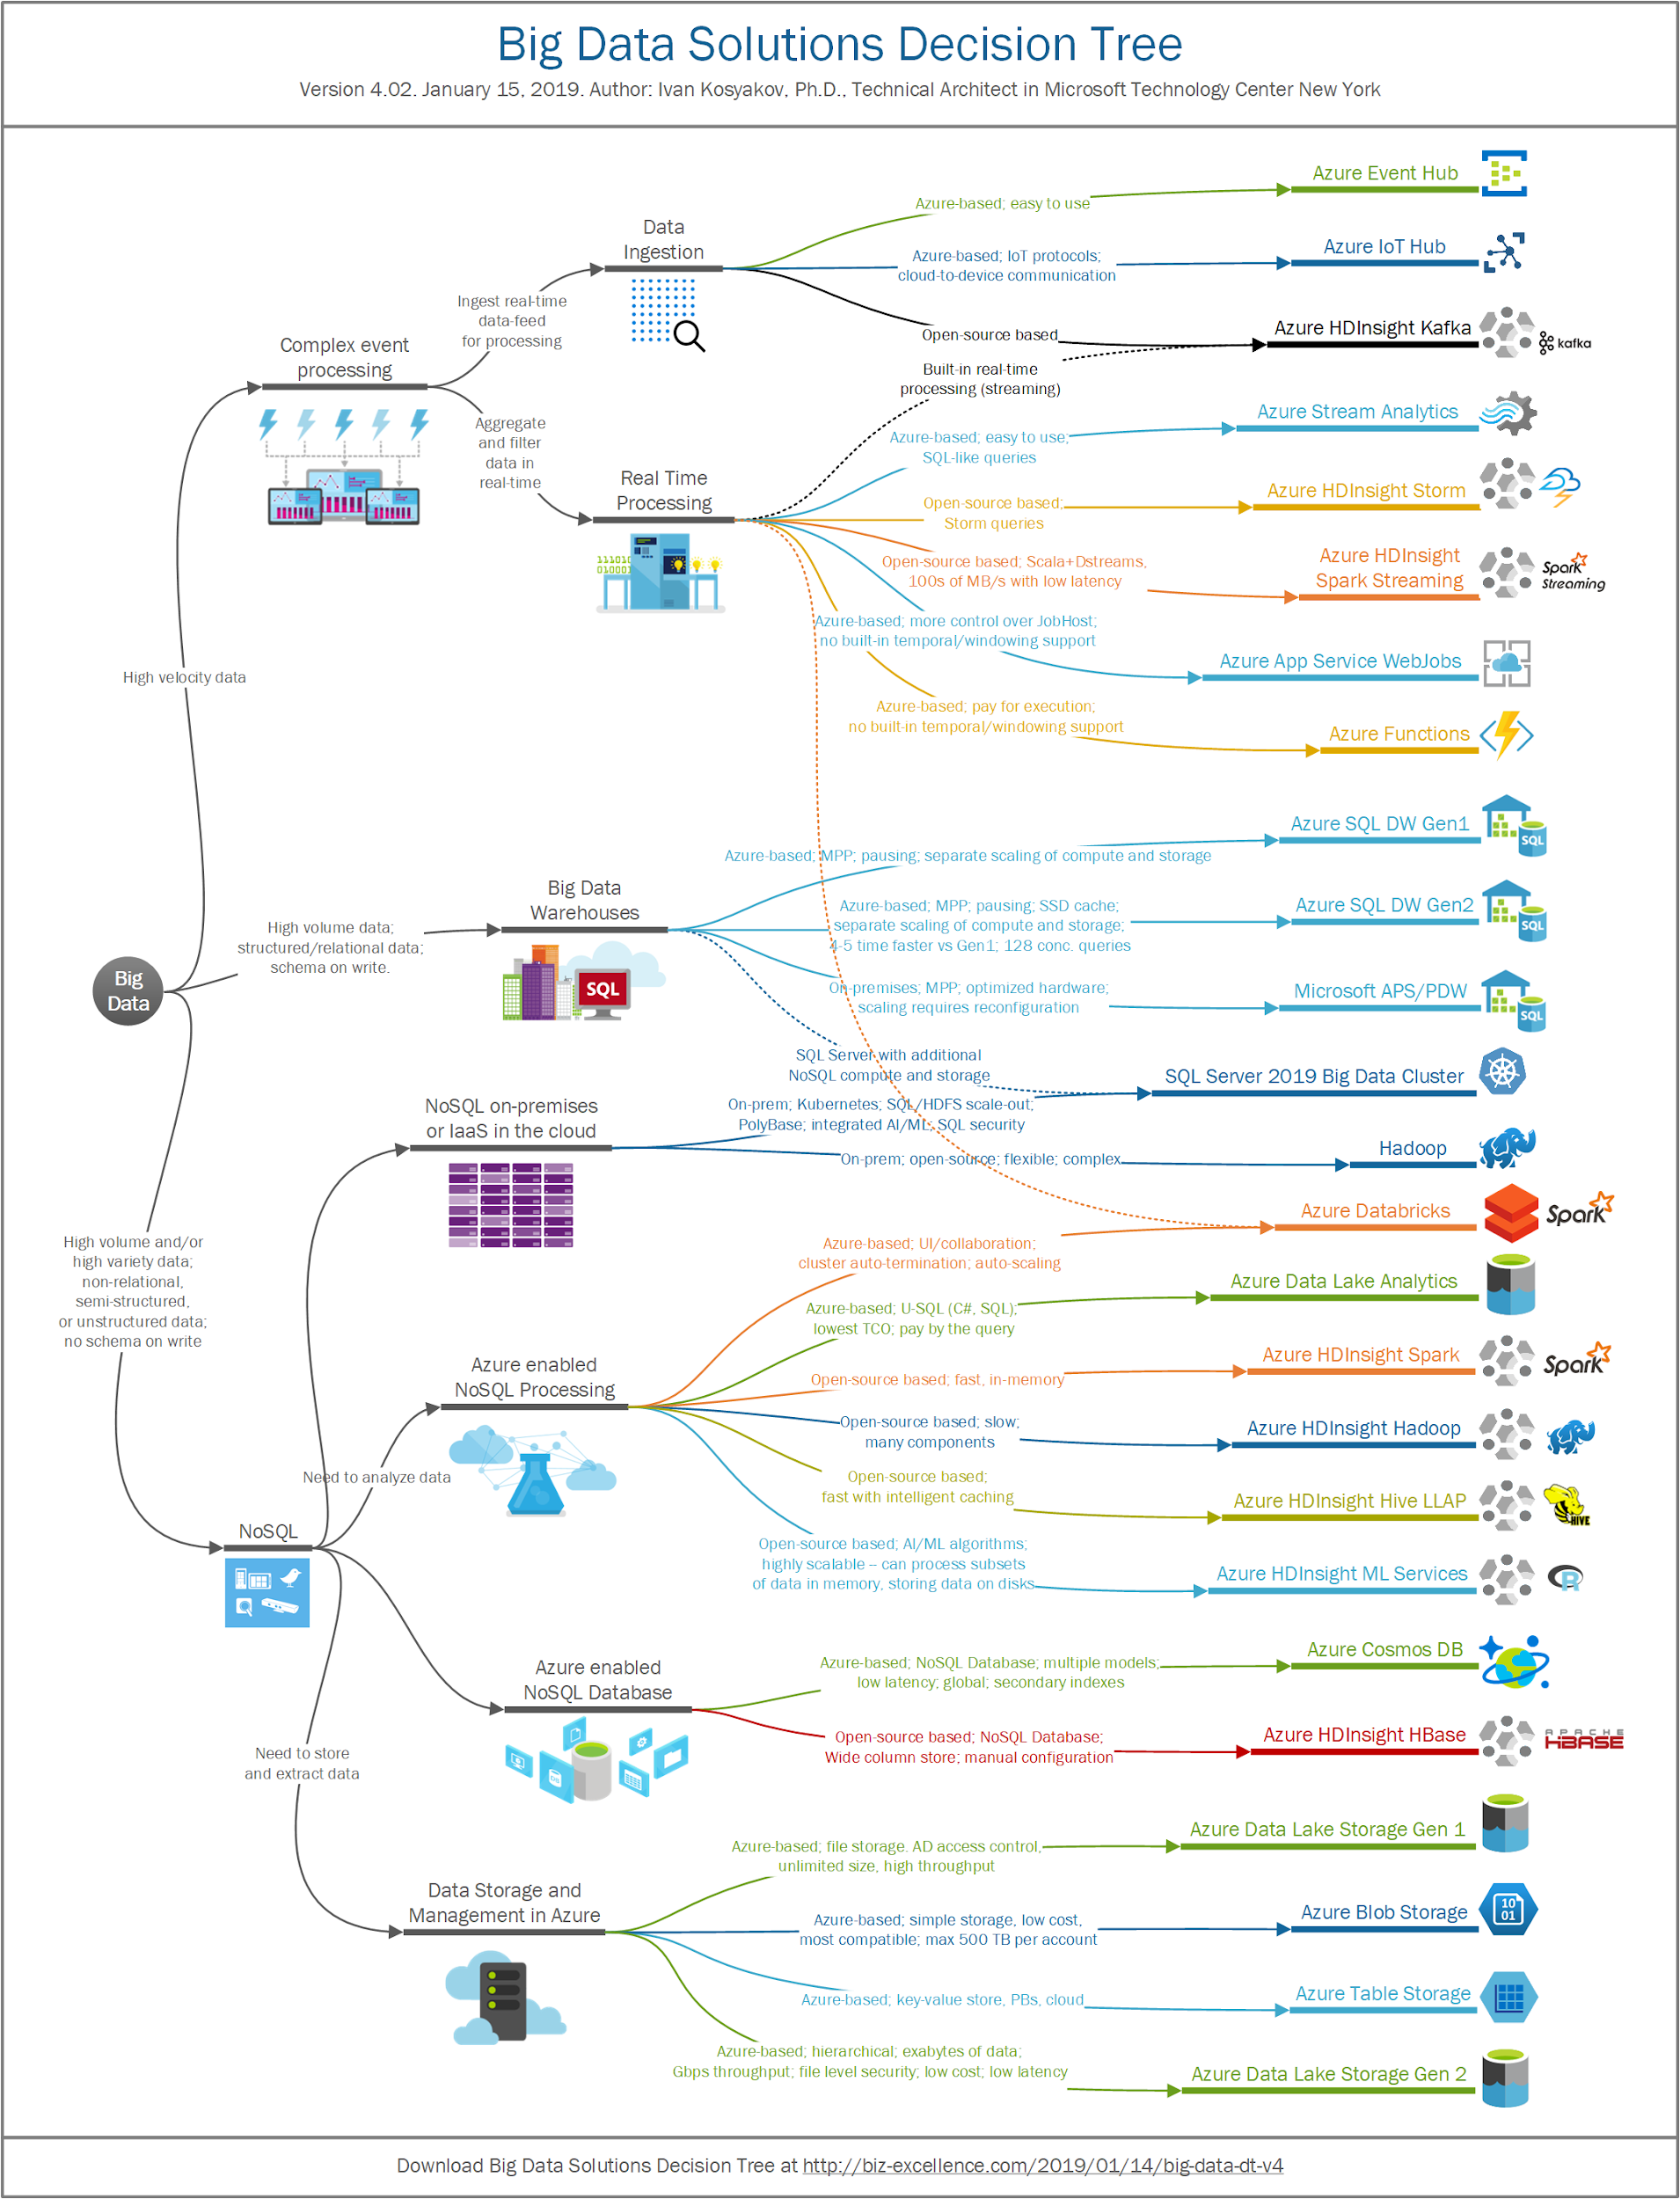 Big Data Solutions Decision Tree
Version 4.02. January 15, 2019. Author: Ivan Kosyakov, Ph.D., Technical Architect in Microsoft Technology Center New York
Azure Event Hub
Azure-based; easy to use
Data
Ingestion
Azure IoT Hub
Azure-based; IoT protocols;
cloud-to-device communication
Ingest real-time
data-feed
for processing
Azure HDInsight Kafka
kafka
Open-source based
Complex event
processing
Built-in real-time
processing (streaming)
Azure Stream Analytics
Azure-based; easy to use;
SQL-like queries
Aggregate
and filter
data in
real-time
Real Time
Processing
Azure HDInsight Storm
Open-source based;
Storm queries
Azure HDInsight
Spark Streaming
Spark
Streaming
Open-source based; Scala+Dstreams,
100s of MB/s with low latency
Azure-based; more control over JobHost;
no built-in temporal/windowing support
Azure App Service WebJobs
High velocity data
Azure-based; pay for execution;
no built-in temporal/windowing support
Azure Functions
Azure SQL DW Gen1
SQL
Azure-based; MPP; pausing; separate scaling of compute and storage
Big Data
Warehouses
SQL
Azure SQL DW Gen2
SQL
Azure-based; MPP; pausing; SSD cache;
separate scaling of compute and storage;
4-5 time faster vs Gen1; 128 conc. queries
High volume data;
structured/relational data;
schema on write.
Big
Data
On-premises; MPP; optimized hardware;
scaling requires reconfiguration
Microsoft APS/PDW
SQL
SQL Server with additional
NoSQL compute and storage
SQL Server 2019 Big Data Cluster
NoSQL on-premises
or IaaS in the cloud
On-prem; Kubernetes; SQL/HDFS scale-out;
PolyBase; integrated AI/ML, SQL security
Hadoop
On-prem; open-source; flexible; complex
Azure Databricks
Spark
Azure-based; UI/collaboration;
cluster auto-termination; auto-scaling
High volume and/or
high variety data;
non-relational,
semi-structured,
or unstructured data;
no schema on write
Azure Data Lake Analytics
Azure-based; U-SQL (C#, SQL);
lowest TCO; pay by the query
Azure enabled
NoSQL Processing
Azure HDInsight Spark
Spark
Open-source based; fast, in-memory
Open-source based; slow;
many components
Azure HDInsight Hadoop
Need to analyze data
Open-source based;
fast with intelligent caching
Azure HDInsight Hive LLAP
HIVE
NoSQL
Open-source based; AI/ML algorithms;
highly scalable – can process subsets
of data in memory, storing data on disks
Azure HDInsight ML Services
R
Azure enabled
NoSQL Database
Azure Cosmos DB
Azure-based; NoSQL Database; multiple models;
low latency; global; secondary indexes
Open-source based; NoSQL Database;
Wide column store; manual configuration
Azure HDInsight HBase
APACHE
HBASE
Need to store
and extract data
Azure Data Lake Storage Gen 1
Azure-based; file storage. AD access control,
unlimited size, high throughput
Data Storage and
Management in Azure
Azure Blob Storage
10
01
Azure-based; simple storage, low cost,
most compatible; max 500 TB per account
Azure Table Storage
Azure-based; key-value store, PBs, cloud
Azure-based; hierarchical; exabytes of data;
Gbps throughput; file level security; low cost; low latency
Azure Data Lake Storage Gen 2
Download Big Data Solutions Decision Tree at http://biz-excellence.com/2019/01/14/big-data-dt-v4